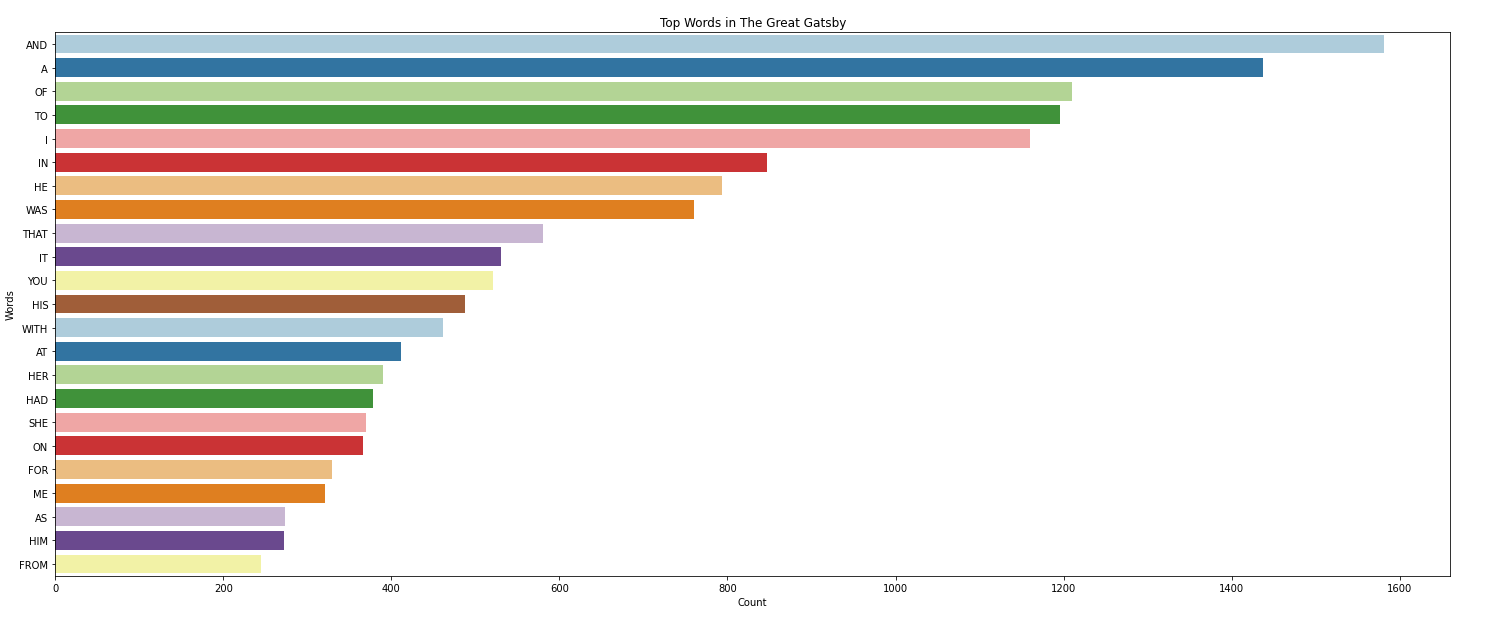 Top Words in The Great Gatsby
Words
AND
A
OF
TO
I
IN
HE
WAS
THAT
IT
YOU
HIS
WITH
AT
HER
HAD
SHE
ON
FOR
ME
AS
HIM
FROM
0 200 400 600 800 1000 1200 1400 1600
Count